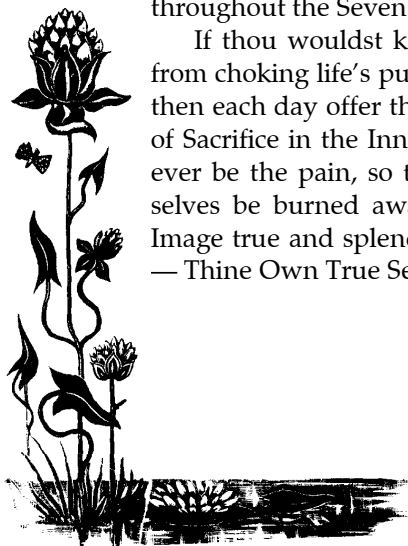 throughout the Seven
If thou wouldst k
from choking life’s pu
then each day offer th
of Sacrifice in the Inn
ever be the pain, so t
selves be burned aw
Image true and splend
— Thine Own True Se